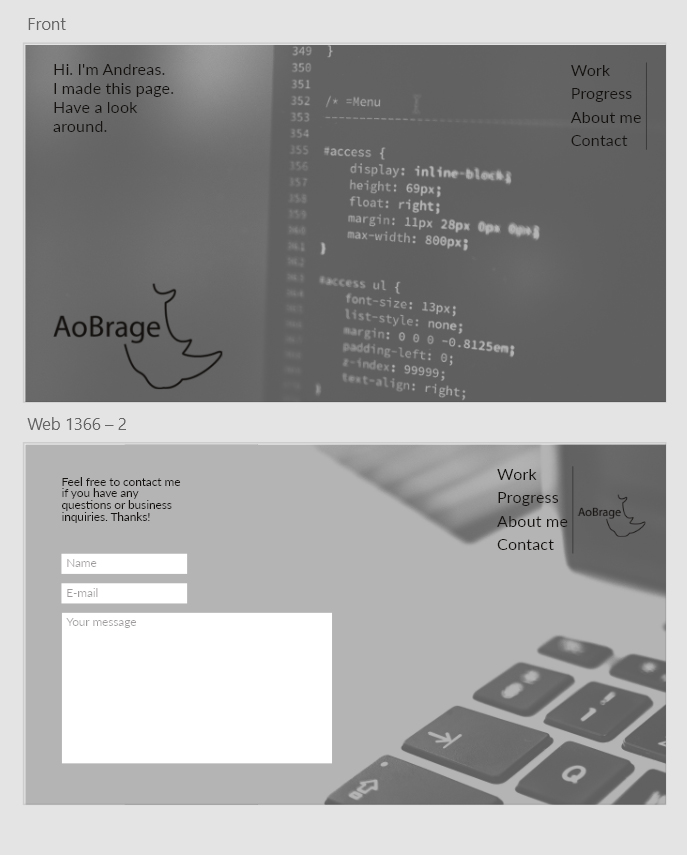 Front
Hi. I'm Andreas.
I made this page.
Have a look
around.
Work
Progress
About me
Contact
349 }
350
351
352 /* =Menu
353 --------------------
354
355 #access {
356 display: inline-block;
357 height: 69px;
358 float: right;
359 margin: 11px 28px 0px 0px;
360 max-width: 800px;
361 }
362
363 #access ul {
font-size: 13px;
list-style: none;
margin: 0 0 0 -0.8125em;
padding-left: 0;
z-index: 99999;
text-align: right;
}
AoBrage
Web 1366 – 2
Feel free to contact me
if you have any
questions or business
inquiries. Thanks!
Work
Progress
About me
Contact
AoBrage
Name
E-mail
Your message
1
Q